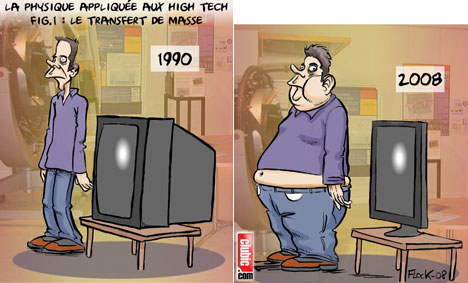 LA PHYSIQUE APPLIQUÉE AUX HIGH TECH
FIG.1 : LE TRANSFERT DE MASSE
1990
2008
clubic
.com
FLOCK-08